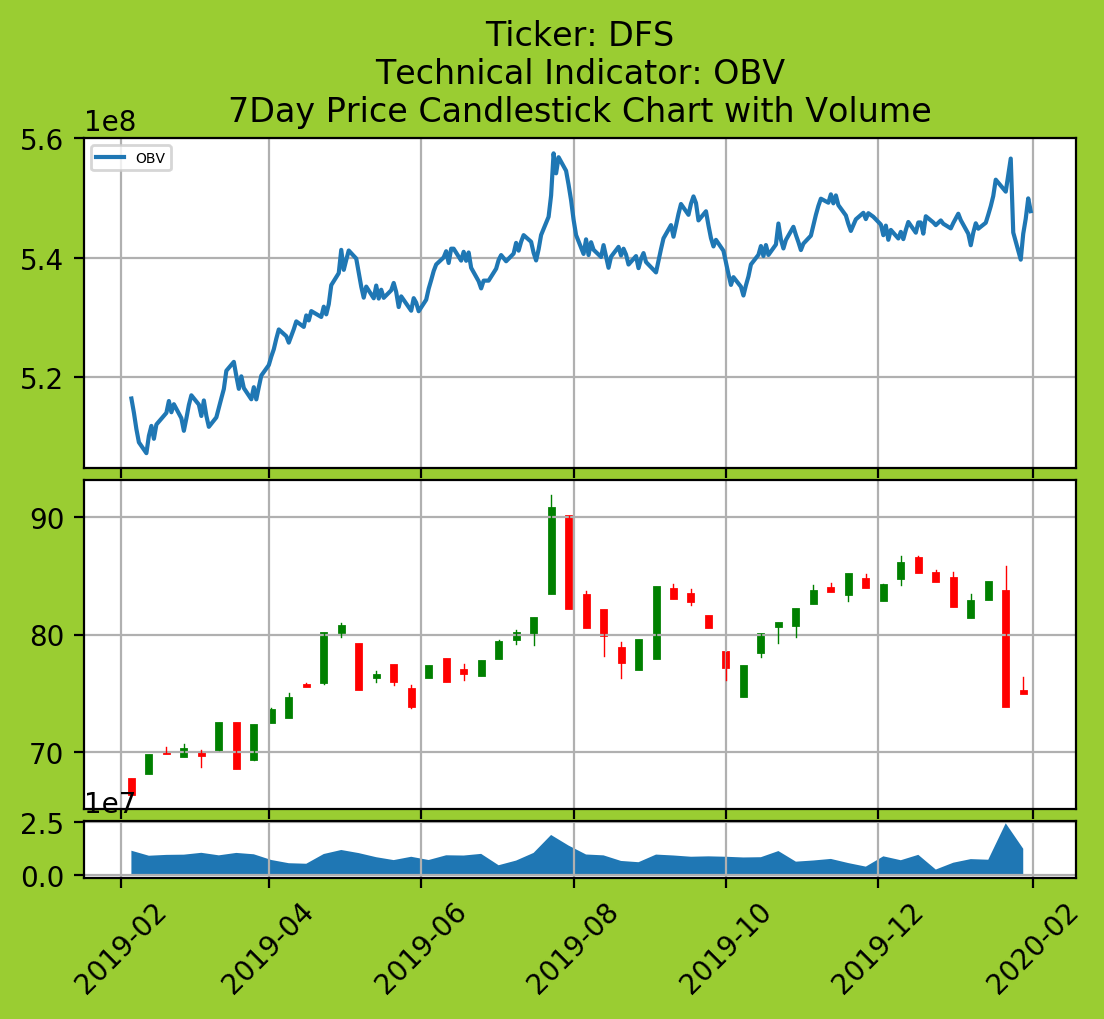 Ticker: DFS
Technical Indicator: OBV
7Day Price Candlestick Chart with Volume
1e8
5.6
OBV
5.4
5.2
90
80
70
1e7
2.5
0.0
2019-02
2019-04
2019-06
2019-08
2019-10
2019-12
2020-02